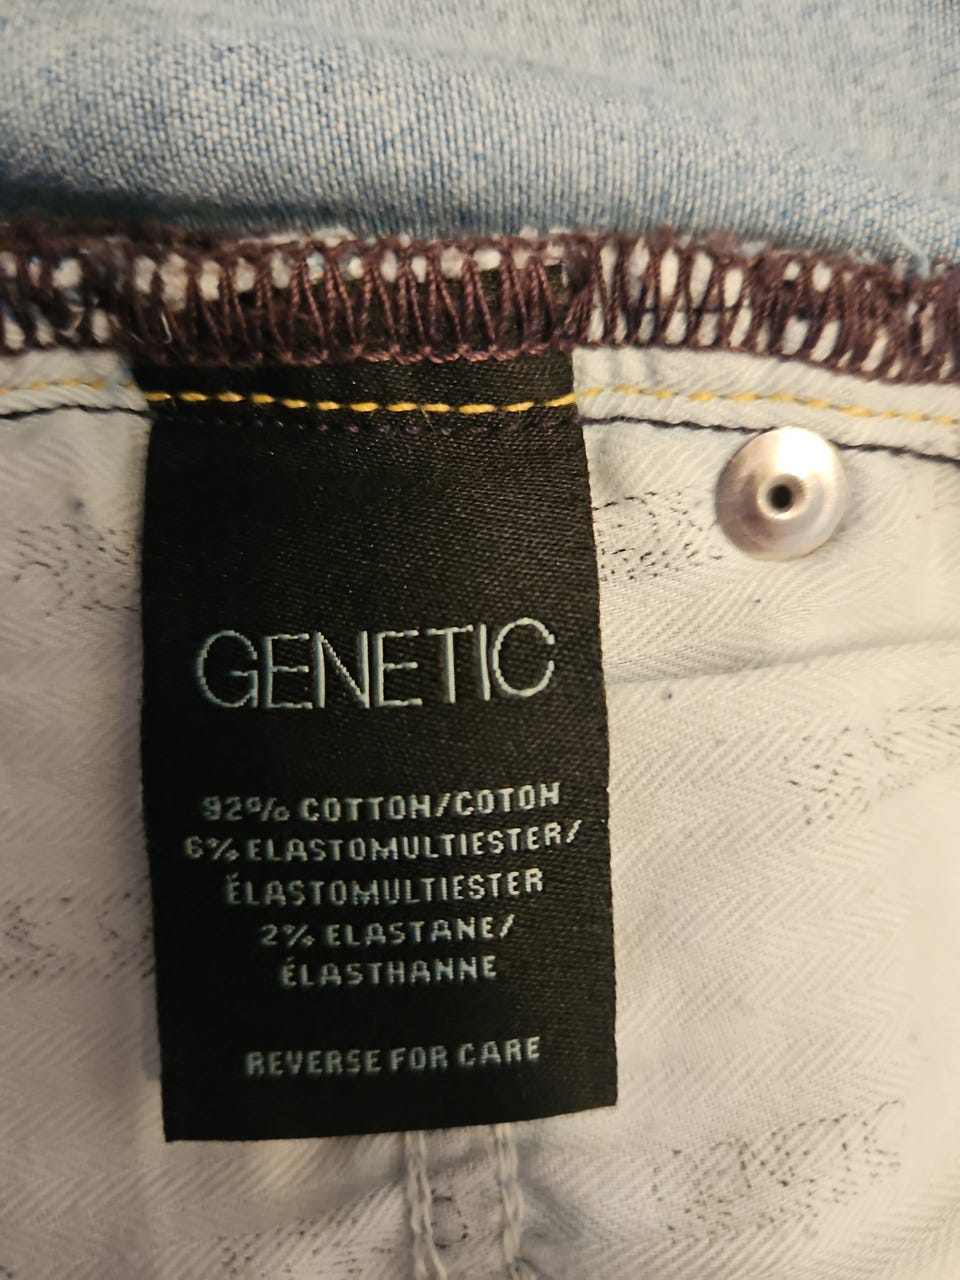 GENETIC
92% COTTON/COTON
6% ELASTOMULTIESTER/
ÉLASTOMULTIESTER
2% ELASTANE/
ÉLASTHANNE
REVERSE FOR CARE